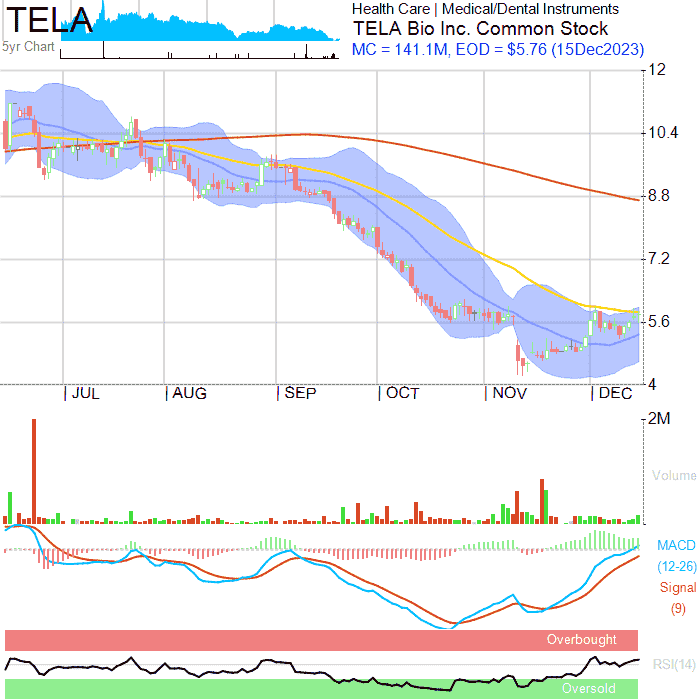 TELA
5yr Chart
Health Care | Medical/Dental Instruments
TELA Bio Inc. Common Stock
MC = 141.1M, EOD = $5.76 (15Dec2023)
12
10.4
8.8
7.2
5.6
4
JUL AUG SEP OCT NOV DEC
2M
Volume
MACD
(12-26)
Signal
(9)
Overbought
RSI(14)
Oversold